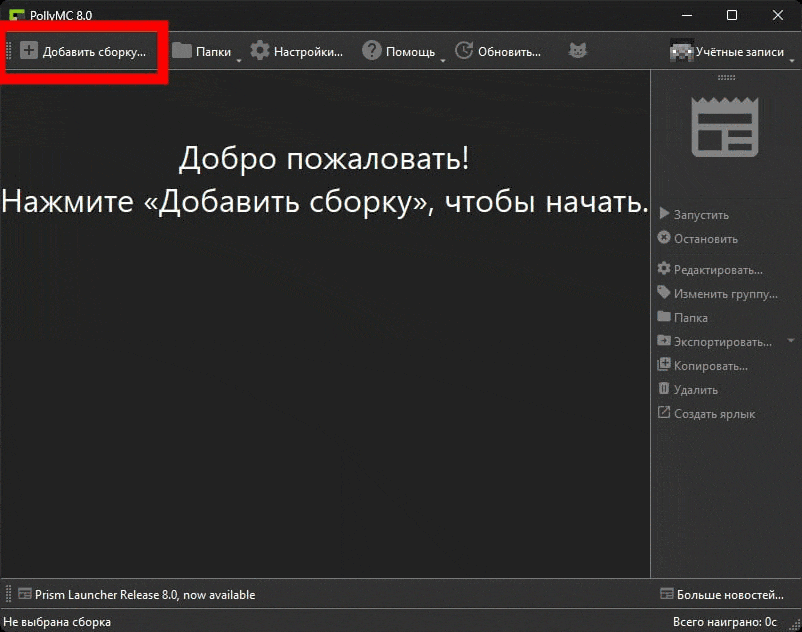 PollyMC 8.0
Добавить сборку... Папки Настройки... Помощь Обновить... Учётные записи
Добро пожаловать!
Нажмите «Добавить сборку», чтобы начать.
Запустить
Остановить
Редактировать...
Изменить группу...
Папка
Экспортировать...
Копировать...
Удалить
Создать ярлык
Prism Launcher Release 8.0, now available Больше новостей...
Не выбрана сборка Всего наиграно: 0с